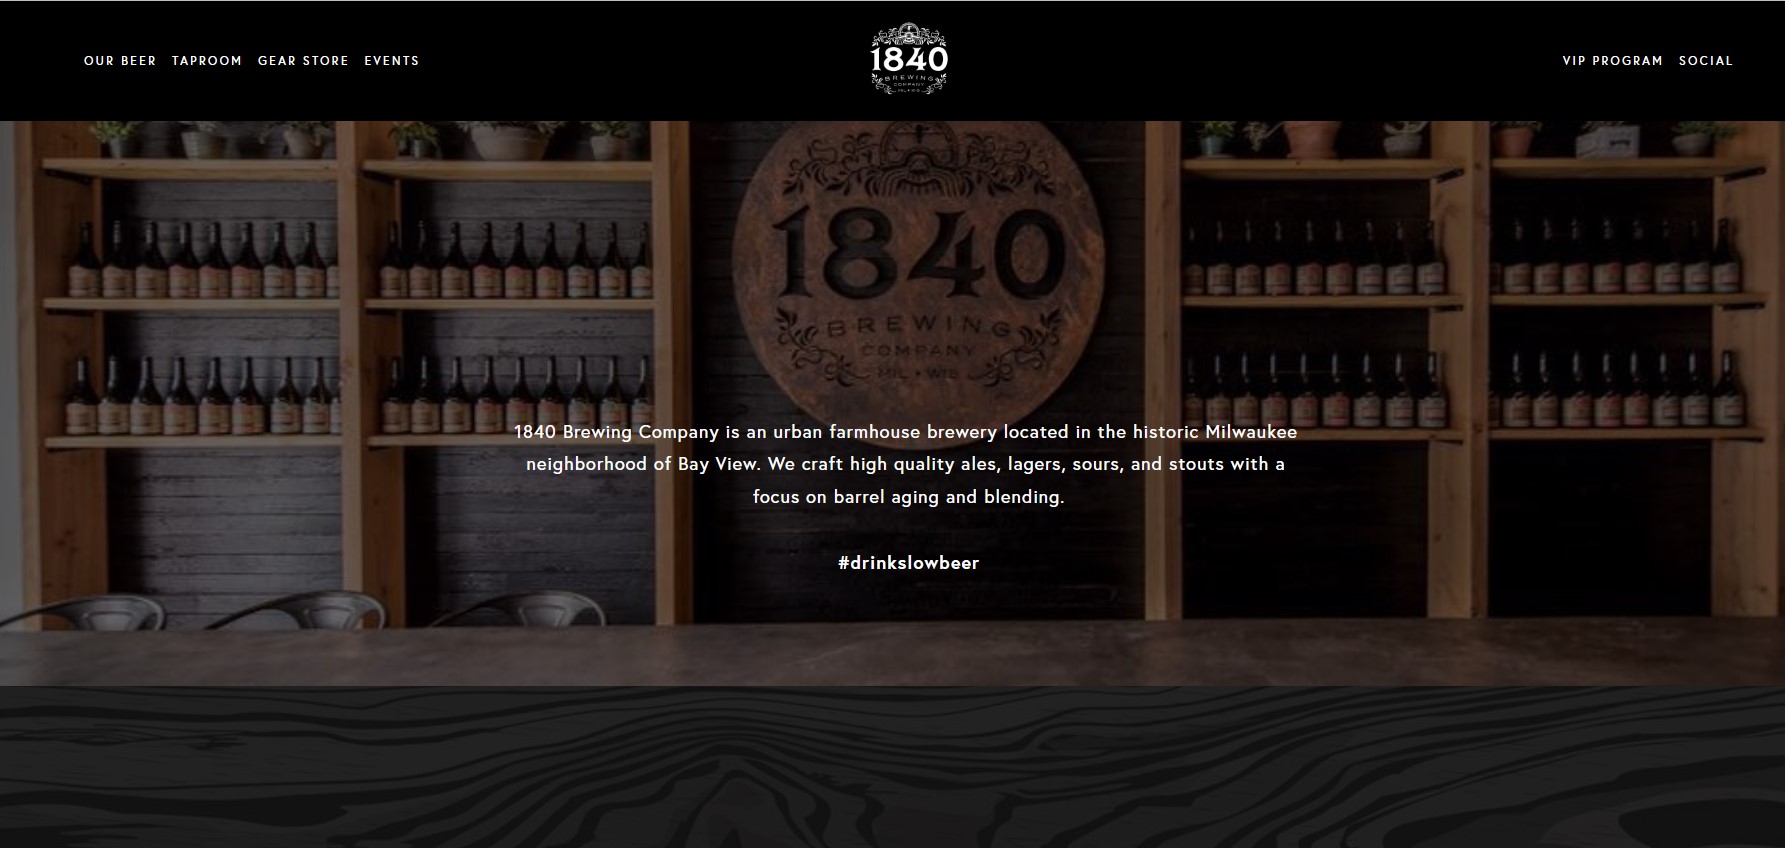 OUR BEER TAPROOM GEAR STORE EVENTS
1840
BREWING
COMPANY
MIL • WIS
VIP PROGRAM SOCIAL
1840
BREWING
COMPANY
MIL • WIS
1840 Brewing Company is an urban farmhouse brewery located in the historic Milwaukee
neighborhood of Bay View. We craft high quality ales, lagers, sours, and stouts with a
focus on barrel aging and blending.
#drinkslowbeer